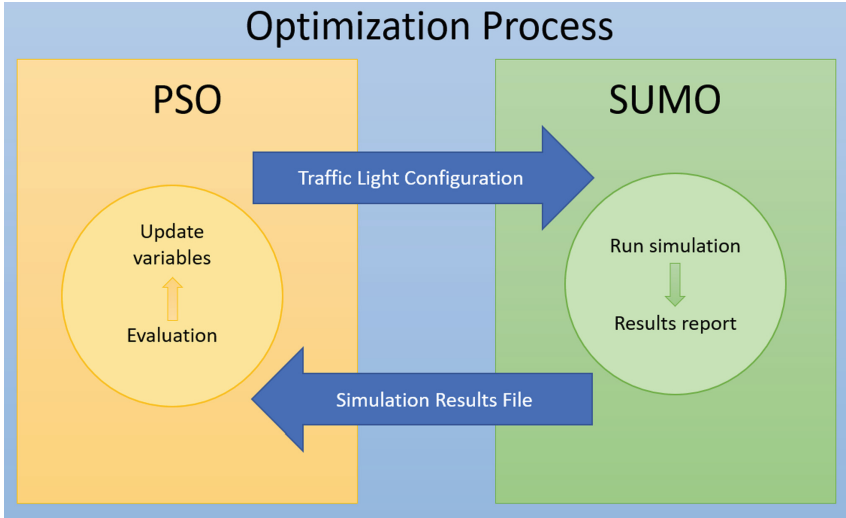 Optimization Process
PSO
SUMO
Traffic Light Configuration
Update
variables
Evaluation
Run simulation
Results report
Simulation Results File